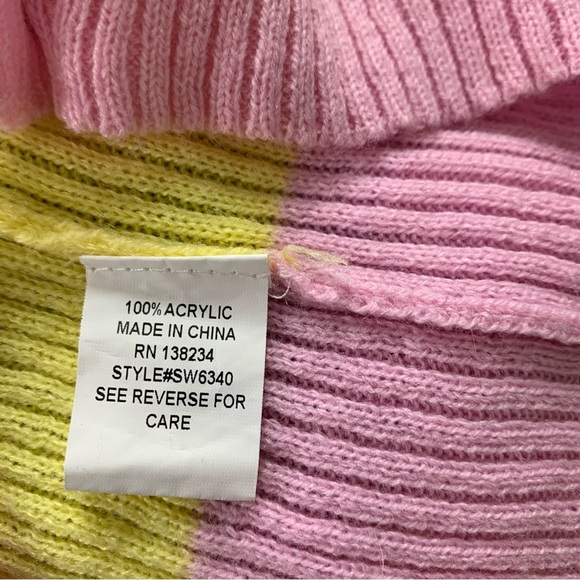 100% ACRYLIC
MADE IN CHINA
RN 138234
STYLE#SW6340
SEE REVERSE FOR
CARE